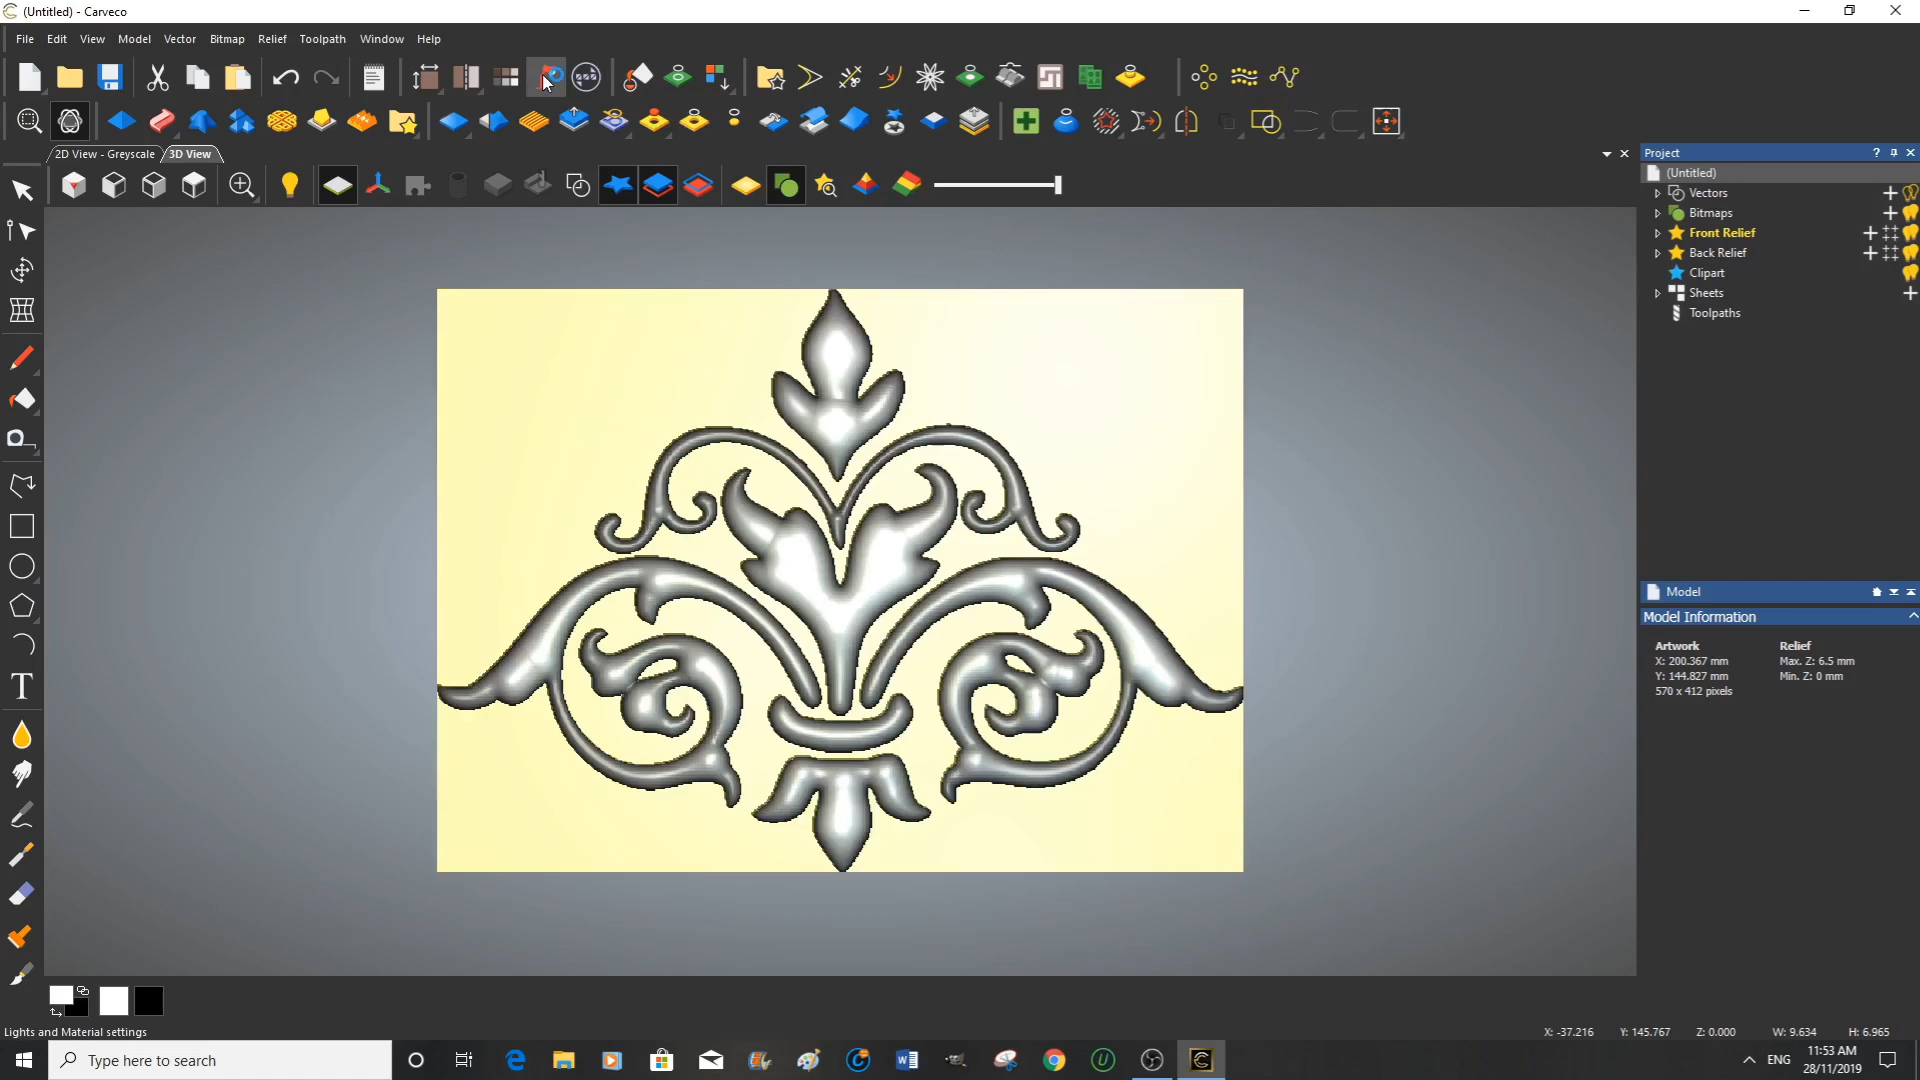 (Untitled) - Carveco
File Edit View Model Vector Bitmap Relief Toolpath Window Help
2D View - Greyscale 3D View
Project
(Untitled)
Vectors
Bitmaps
Front Relief
Back Relief
Clipart
Sheets
Toolpaths
Model
Model Information
Artwork Relief
X: 200.367 mm Max. Z: 6.5 mm
Y: 144.827 mm Min. Z: 0 mm
570 x 412 pixels
T
Lights and Material settings
X: -37.216 Y: 145.767 Z: 0.000 W: 9.634 H: 6.965
Type here to search
ENG
11:53 AM
28/11/2019